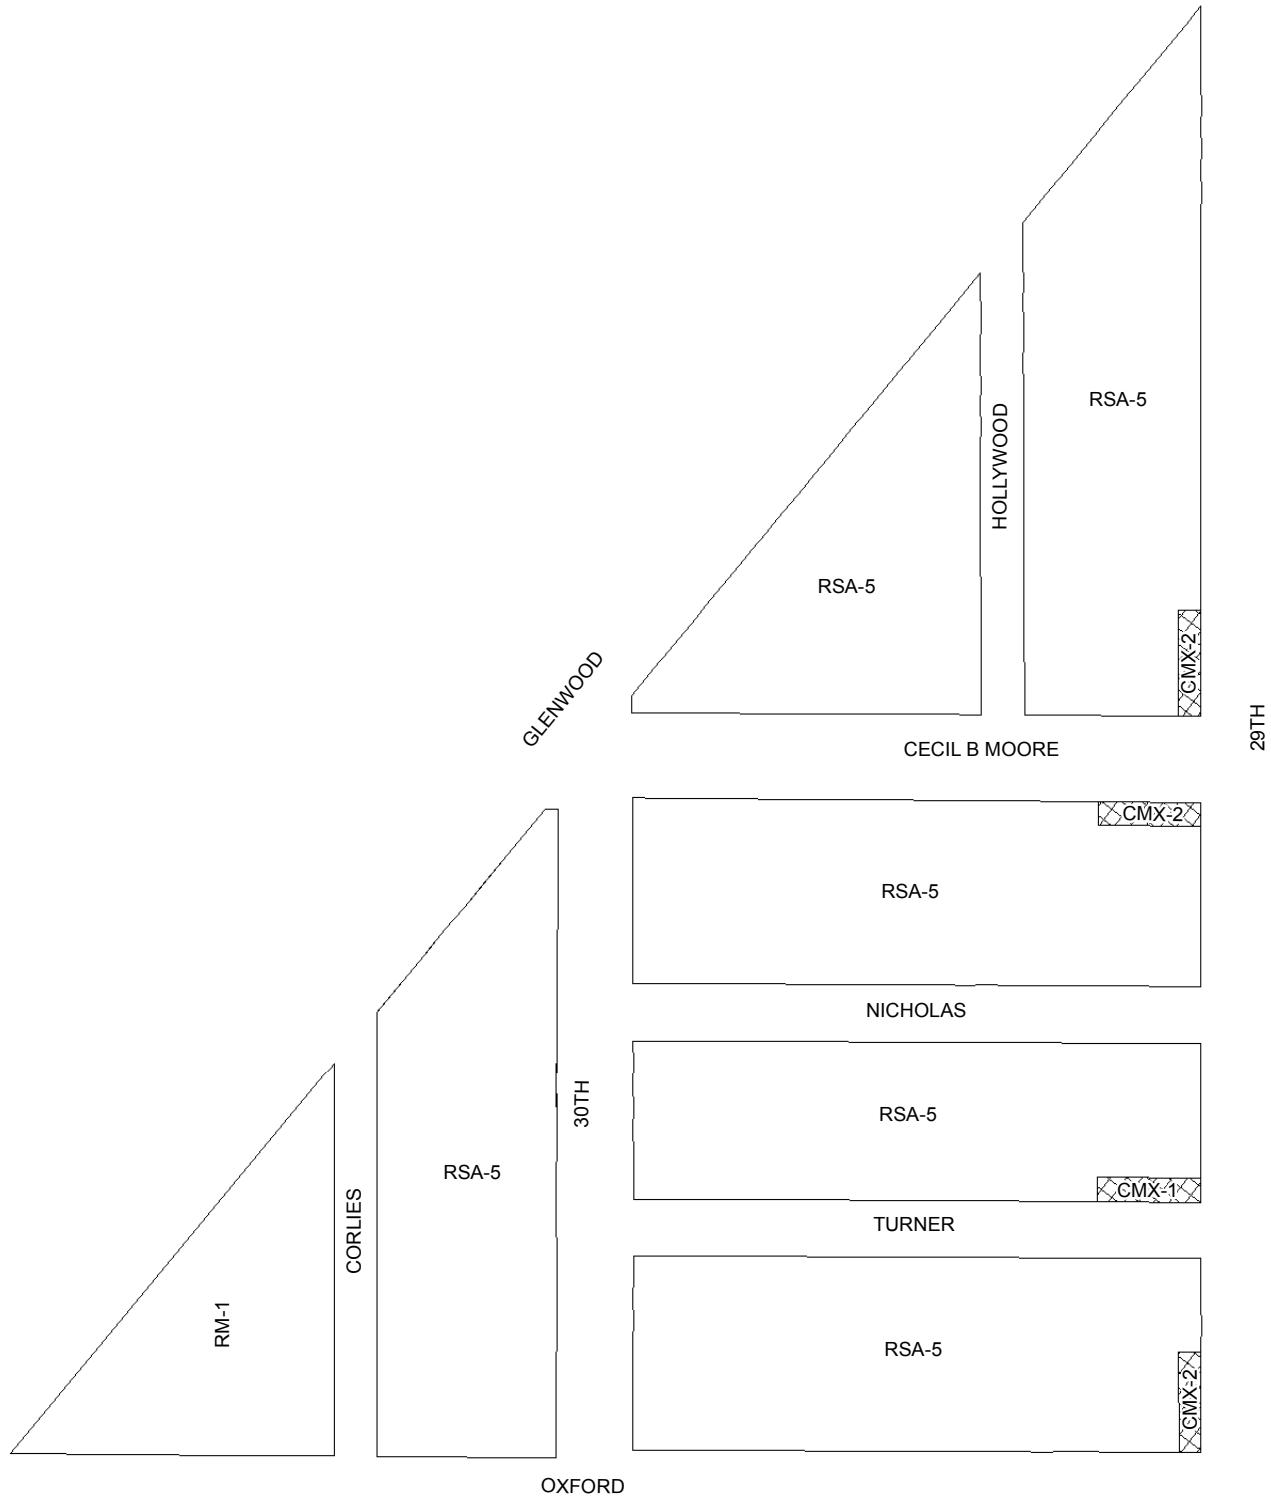 RSA-5
HOLLYWOOD
RSA-5
CMX-2
GLENWOOD
29TH
CECIL B MOORE
CMX-2
RSA-5
NICHOLAS
30TH
RSA-5
RSA-5
CMX-1
CORLIES
TURNER
RM-1
RSA-5
CMX-2
OXFORD